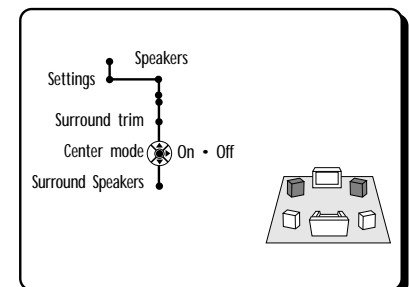 Speakers
Settings
Surround trim
Center mode On • Off
Surround Speakers